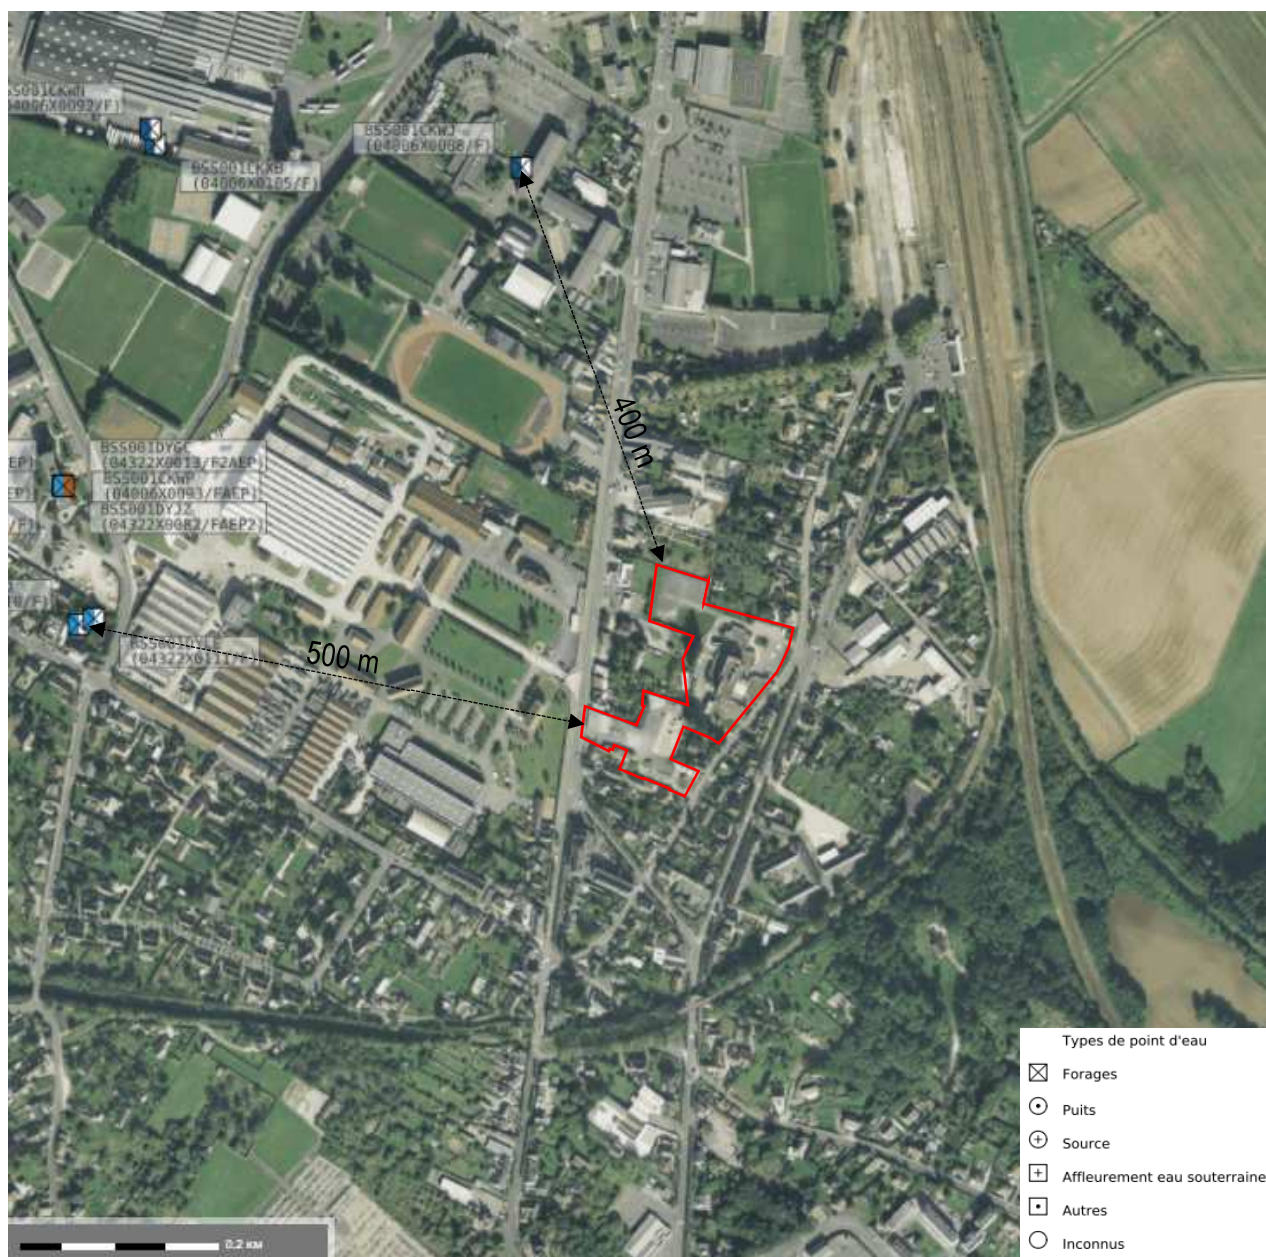 (04006X0092/F)
BSS001CKWJ
(04006X0088/F)
BSS001CKXB
(04006X0105/F)
400 m
BSS001DYGC
(04322X0013/F2AEP)
BSS001CKWP
(04006X0093/FAEP)
BSS001DYJZ
(04322X0082/FAEP2)
500 m
0.2 KM
Types de point d'eau
Forages
Puits
Source
Affleurement eau souterraine
Autres
Inconnus